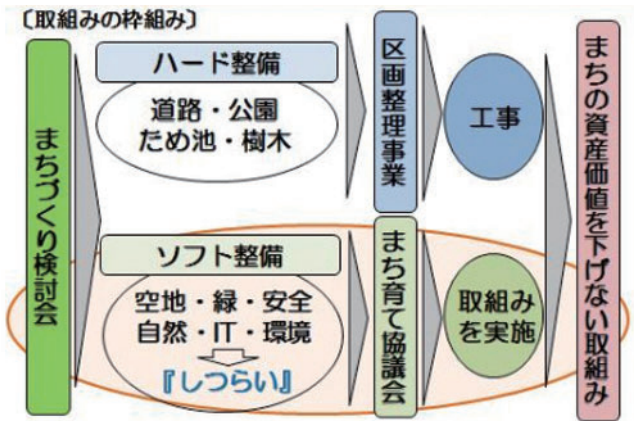 〔取組みの枠組み〕
まちづくり検討会
ハード整備
道路・公園
ため池・樹木
区画整理事業
工事
ソフト整備
空地・緑・安全
自然・IT・環境
『しつらい』
まち育て協議会
取組み
を実施
まちの資産価値を下げない取組み